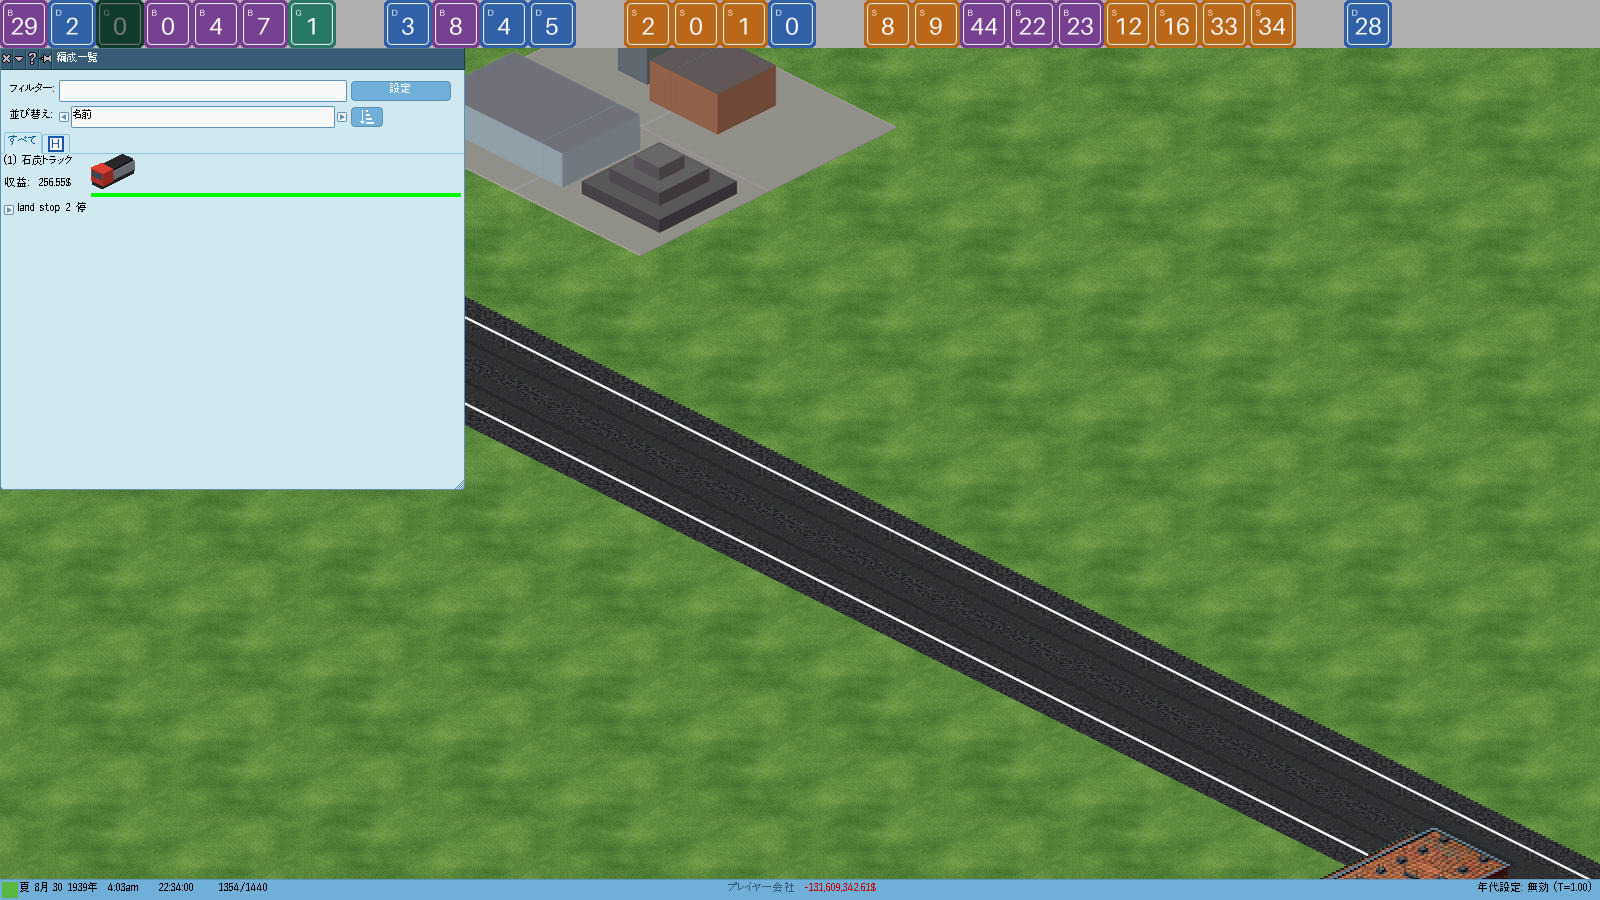 B 29 D 2 G 0 B 0 B 4 B 7 G 1 D 3 B 8 D 4 D 5 S 2 S 0 S 1 D 0 S 8 S 9 B 44 B 22 B 23 S 12 S 16 S 33 S 34 D 28
編成一覧
フィルター: 設定
並び替え: 名前
すべて H
(1) 石炭トラック
収益: 256.55$
land stop 2 停
夏 8月 30 1939年 4:03am 22:34:00 1354/1440 プレイヤー会社 -131,609,342.61$ 年代設定: 無効 (T=1.00)